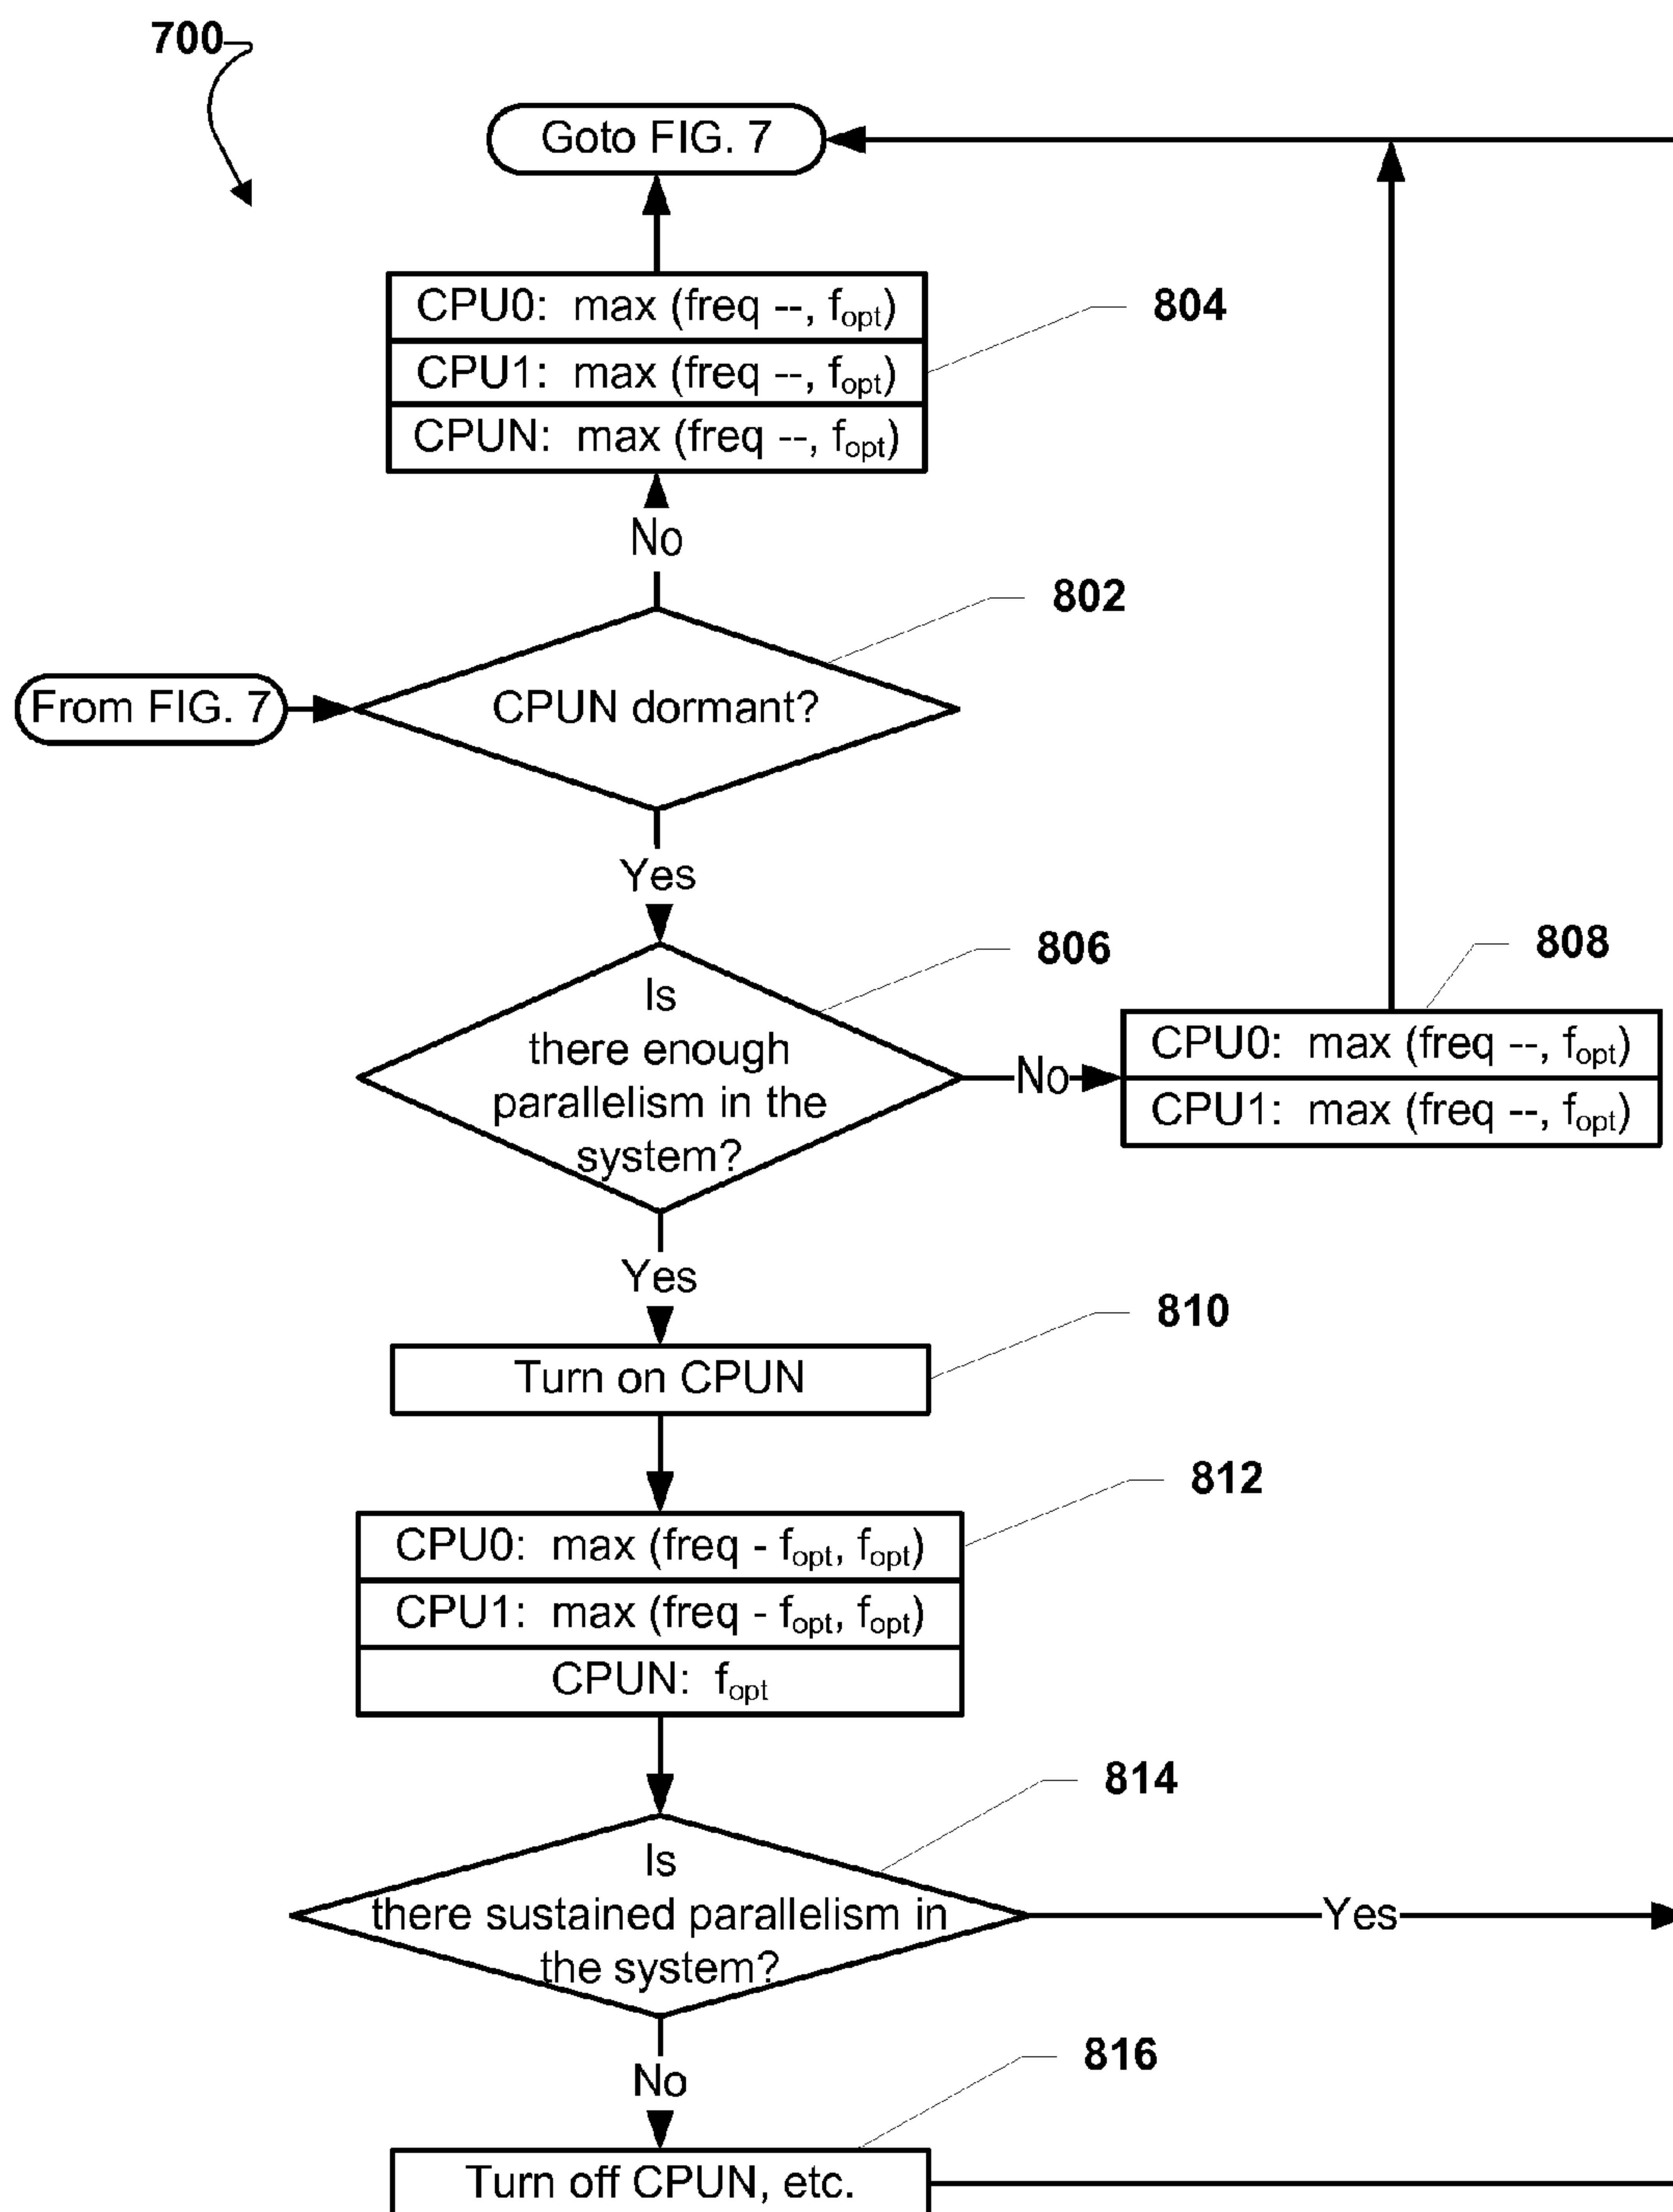 700
Goto FIG. 7
CPU0: max (freq --, fopt)
CPU1: max (freq --, fopt)
CPUN: max (freq --, fopt)
804
No
802
From FIG. 7
CPUN dormant?
Yes
806
Is
there enough
parallelism in the
system?
No
808
CPU0: max (freq --, fopt)
CPU1: max (freq --, fopt)
Yes
810
Turn on CPUN
812
CPU0: max (freq - fopt, fopt)
CPU1: max (freq - fopt, fopt)
CPUN: fopt
814
Is
there sustained parallelism in
the system?
Yes
No
816
Turn off CPUN, etc.